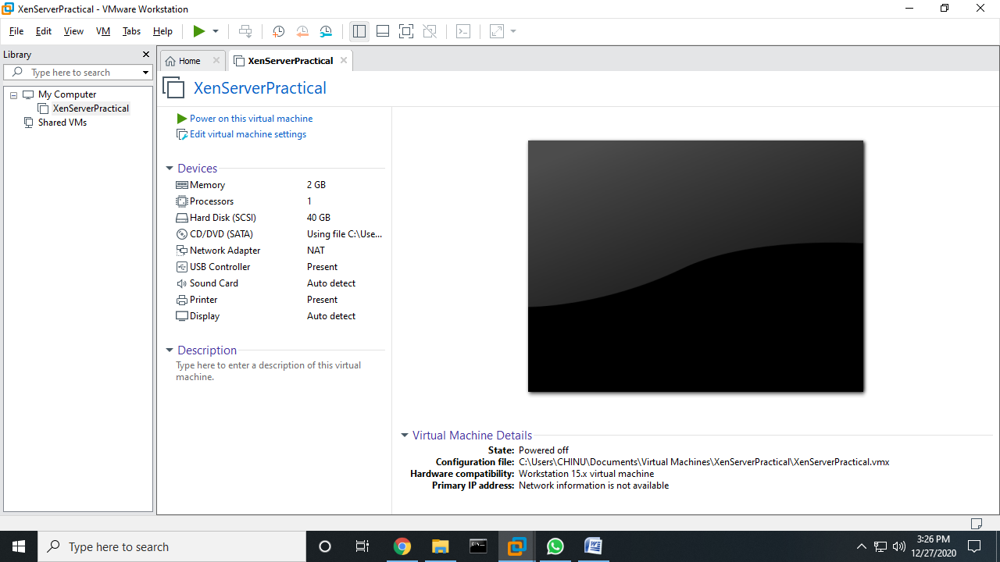 XenServerPractical - VMware Workstation
File Edit View VM Tabs Help
Library
Type here to search
My Computer
XenServerPractical
Shared VMs
Home
XenServerPractical
XenServerPractical
Power on this virtual machine
Edit virtual machine settings
Devices
Memory 2 GB
Processors 1
Hard Disk (SCSI) 40 GB
CD/DVD (SATA) Using file C:\Use...
Network Adapter NAT
USB Controller Present
Sound Card Auto detect
Printer Present
Display Auto detect
Description
Type here to enter a description of this virtual
machine.
Virtual Machine Details
State: Powered off
Configuration file: C:\Users\CHINU\Documents\Virtual Machines\XenServerPractical\XenServerPractical.vmx
Hardware compatibility: Workstation 15.x virtual machine
Primary IP address: Network information is not available
Type here to search
3:26 PM
12/27/2020